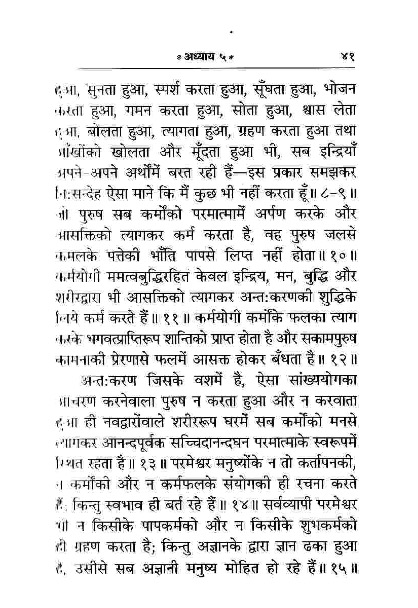 * अध्याय ५ *                ४१
हुआ, सुनता हुआ, स्पर्श करता हुआ, सूँघता हुआ, भोजन
करता हुआ, गमन करता हुआ, सोता हुआ, श्वास लेता
हुआ, बोलता हुआ, त्यागता हुआ, ग्रहण करता हुआ तथा
आँखोंको खोलता और मूँदता हुआ भी, सब इन्द्रियाँ
अपने-अपने अर्थोंमें बरत रही हैं—इस प्रकार समझकर
निःसन्देह ऐसा माने कि मैं कुछ भी नहीं करता हूँ॥ ८-९॥
जो पुरुष सब कर्मोंको परमात्मामें अर्पण करके और
आसक्तिको त्यागकर कर्म करता है, वह पुरुष जलसे
कमलके पत्तेकी भाँति पापसे लिप्त नहीं होता॥ १०॥
कर्मयोगी ममत्वबुद्धिरहित केवल इन्द्रिय, मन, बुद्धि और
शरीरद्वारा भी आसक्तिको त्यागकर अन्तःकरणकी शुद्धिके
लिये कर्म करते हैं॥ ११॥ कर्मयोगी कर्मोंके फलका त्याग
करके भगवत्प्राप्तिरूप शान्तिको प्राप्त होता है और सकामपुरुष
कामनाकी प्रेरणासे फलमें आसक्त होकर बँधता है॥ १२॥
अन्तःकरण जिसके वशमें है, ऐसा सांख्ययोगका
आचरण करनेवाला पुरुष न करता हुआ और न करवाता
हुआ ही नवद्वारोंवाले शरीररूप घरमें सब कर्मोंको मनसे
त्यागकर आनन्दपूर्वक सच्चिदानन्दघन परमात्माके स्वरूपमें
स्थित रहता है॥ १३॥ परमेश्वर मनुष्योंके न तो कर्तापनकी,
न कर्मोंकी और न कर्मफलके संयोगकी ही रचना करते
हैं; किन्तु स्वभाव ही बर्त रहे हैं॥ १४॥ सर्वव्यापी परमेश्वर
भी न किसीके पापकर्मको और न किसीके शुभकर्मको
ही ग्रहण करता है; किन्तु अज्ञानके द्वारा ज्ञान ढका हुआ
है, उसीसे सब अज्ञानी मनुष्य मोहित हो रहे हैं॥ १५॥